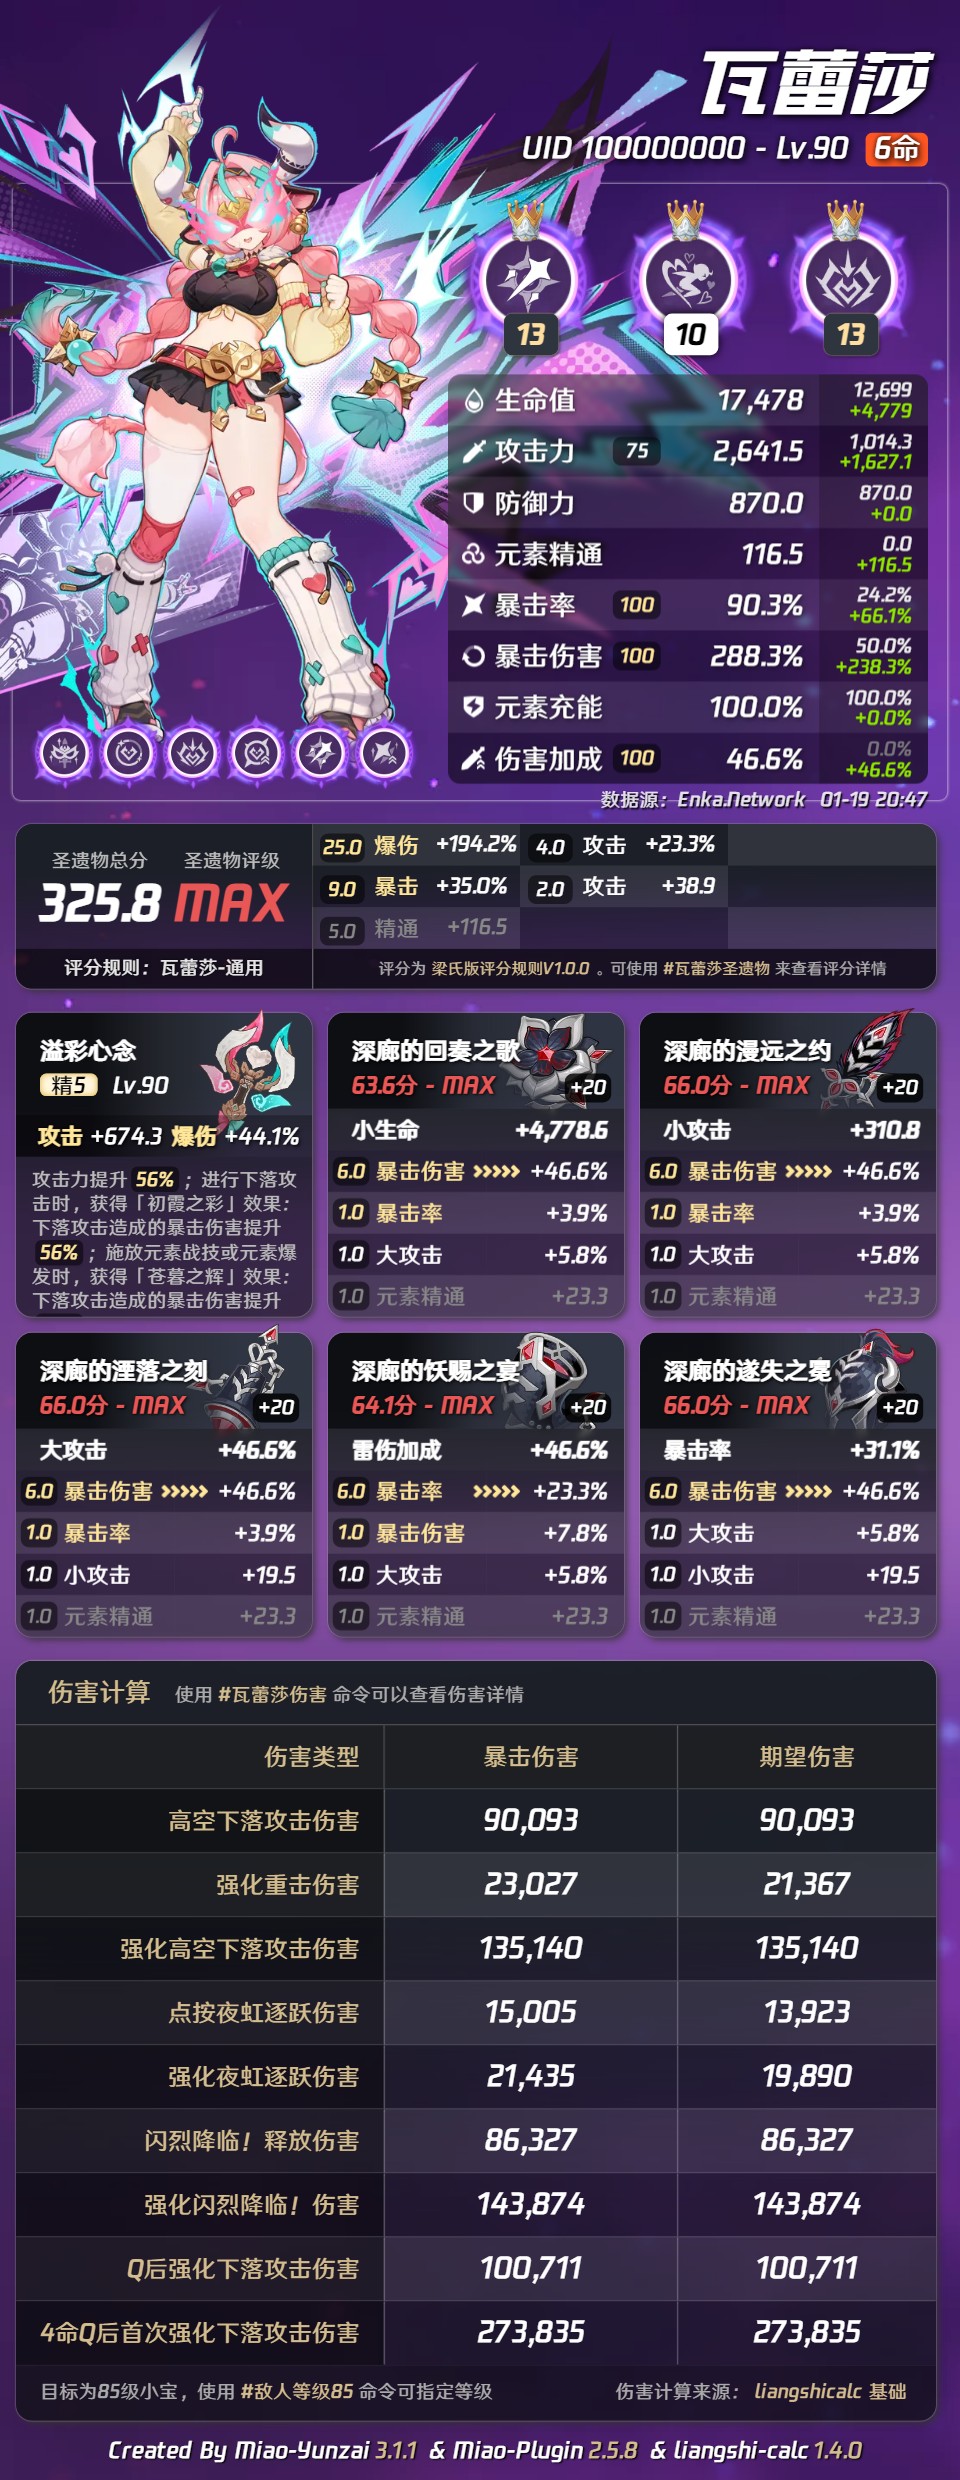 瓦蕾莎
UID 100000000 - Lv.90 6命
13 10 13
生命值 17,478 12,699 +4,779
攻击力 75 2,641.5 1,014.3 +1,627.1
防御力 870.0 870.0 +0.0
元素精通 116.5 0.0 +116.5
暴击率 100 90.3% 24.2% +66.1%
暴击伤害 100 288.3% 50.0% +238.3%
元素充能 100.0% 100.0% +0.0%
伤害加成 100 46.6% 0.0% +46.6%
数据源：Enka.Network 01-19 20:47
圣遗物总分 圣遗物评级
325.8 MAX
25.0 爆伤 +194.2% 4.0 攻击 +23.3%
9.0 暴击 +35.0% 2.0 攻击 +38.9
5.0 精通 +116.5
评分规则：瓦蕾莎-通用
评分为 梁氏版评分规则V1.0.0 。可使用 #瓦蕾莎圣遗物 来查看评分详情
溢彩心念
精5 Lv.90
攻击 +674.3 爆伤 +44.1%
攻击力提升 56% ；进行下落攻
击时，获得「初霞之彩」效果：
下落攻击造成的暴击伤害提升
56% ；施放元素战技或元素爆
发时，获得「苍暮之辉」效果：
下落攻击造成的暴击伤害提升
深廊的回奏之歌
63.6分 - MAX +20
小生命 +4,778.6
6.0 暴击伤害 >>>>> +46.6%
1.0 暴击率 +3.9%
1.0 大攻击 +5.8%
1.0 元素精通 +23.3
深廊的漫远之约
66.0分 - MAX +20
小攻击 +310.8
6.0 暴击伤害 >>>>> +46.6%
1.0 暴击率 +3.9%
1.0 大攻击 +5.8%
1.0 元素精通 +23.3
深廊的湮落之刻
66.0分 - MAX +20
大攻击 +46.6%
6.0 暴击伤害 >>>>> +46.6%
1.0 暴击率 +3.9%
1.0 小攻击 +19.5
1.0 元素精通 +23.3
深廊的饫赐之宴
64.1分 - MAX +20
雷伤加成 +46.6%
6.0 暴击率 >>>>> +23.3%
1.0 暴击伤害 +7.8%
1.0 大攻击 +5.8%
1.0 元素精通 +23.3
深廊的遂失之冕
66.0分 - MAX +20
暴击率 +31.1%
6.0 暴击伤害 >>>>> +46.6%
1.0 大攻击 +5.8%
1.0 小攻击 +19.5
1.0 元素精通 +23.3
伤害计算 使用 #瓦蕾莎伤害 命令可以查看伤害详情
伤害类型 暴击伤害 期望伤害
高空下落攻击伤害 90,093 90,093
强化重击伤害 23,027 21,367
强化高空下落攻击伤害 135,140 135,140
点按夜虹逐跃伤害 15,005 13,923
强化夜虹逐跃伤害 21,435 19,890
闪烈降临！释放伤害 86,327 86,327
强化闪烈降临！伤害 143,874 143,874
Q后强化下落攻击伤害 100,711 100,711
4命Q后首次强化下落攻击伤害 273,835 273,835
目标为85级小宝，使用 #敌人等级85 命令可指定等级 伤害计算来源： liangshicalc 基础
Created By Miao-Yunzai 3.1.1 & Miao-Plugin 2.5.8 & liangshi-calc 1.4.0